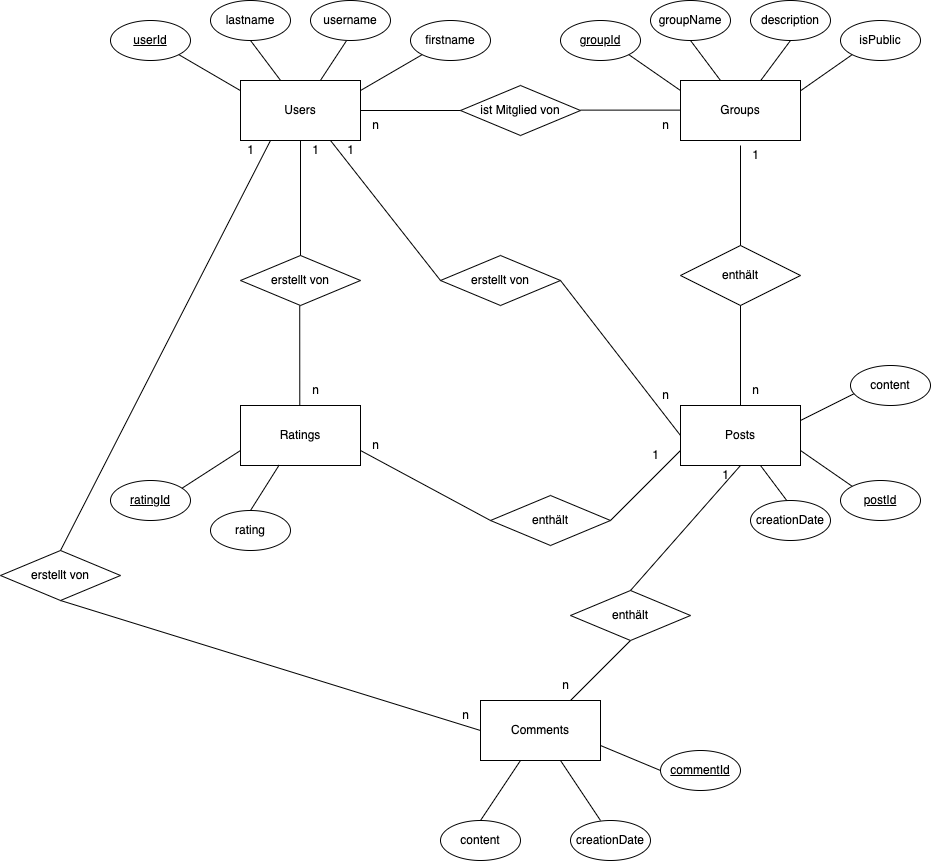 lastname
username
userId
firstname
groupName
description
groupId
isPublic
Users
ist Mitglied von
Groups
n
n
1
1
1
1
erstellt von
erstellt von
enthält
n
n
n
content
Ratings
Posts
n
1
1
ratingId
rating
enthält
creationDate
postId
erstellt von
enthält
n
n
Comments
commentId
content
creationDate